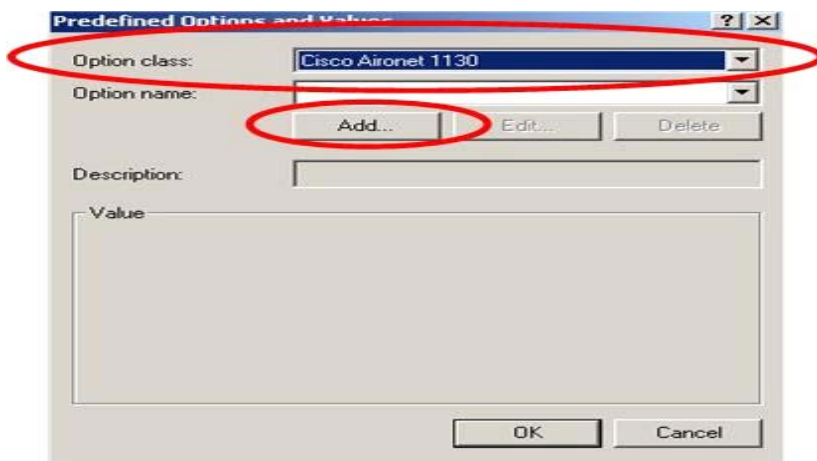 Predefined Options and Values
Option class:
Cisco Aironet 1130
Option name:
Add...
Edit...
Delete
Description:
Value
OK
Cancel